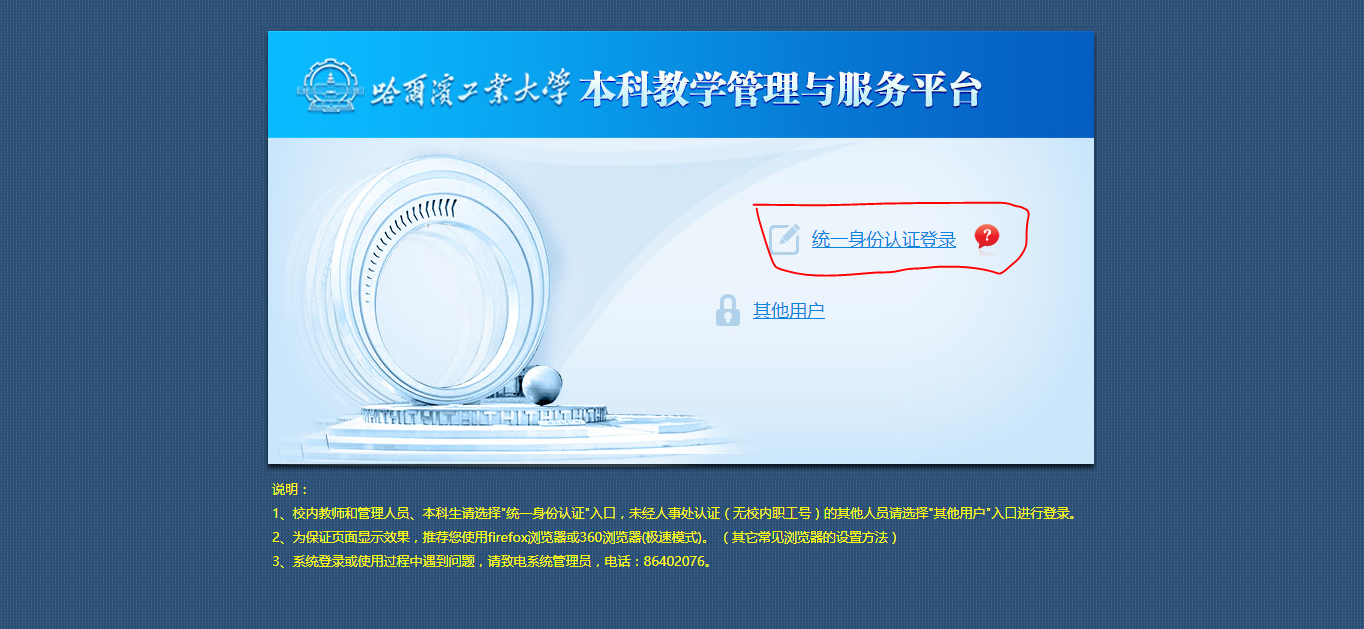 哈尔滨工业大学 本科教学管理与服务平台
统一身份认证登录 ?
其他用户
说明：
1、校内教师和管理人员、本科生请选择"统一身份认证"入口，未经人事处认证（无校内职工号）的其他人员请选择"其他用户"入口进行登录。
2、为保证页面显示效果，推荐您使用firefox浏览器或360浏览器(极速模式)。（其它常见浏览器的设置方法）
3、系统登录或使用过程中遇到问题，请致电系统管理员，电话：86402076。